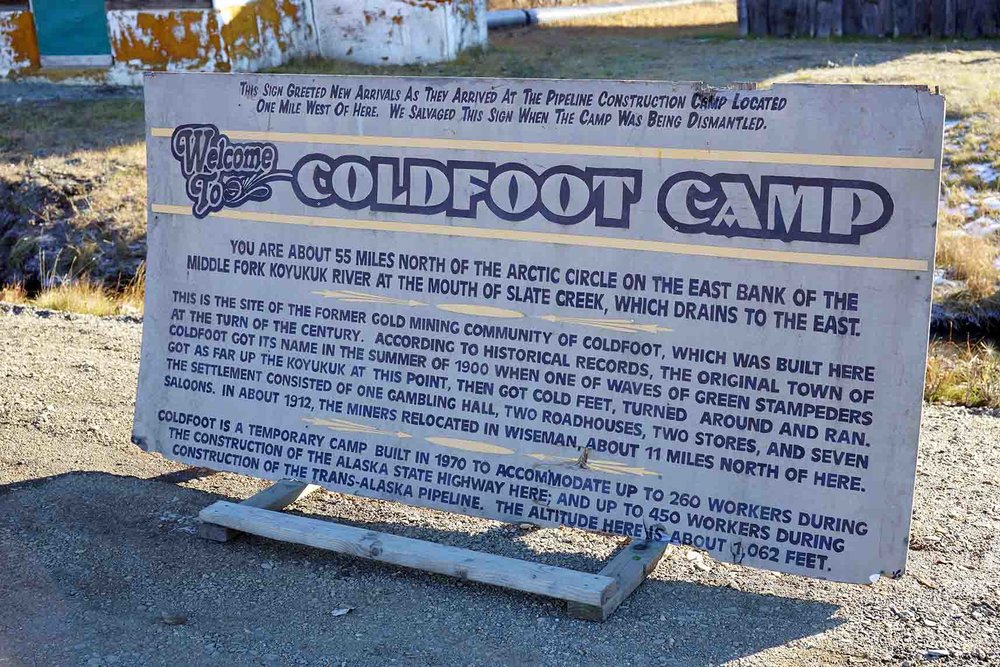 This Sign Greeted New Arrivals As They Arrived At The Pipeline Construction Camp Located
One Mile West Of Here. We Salvaged This Sign When The Camp Was Being Dismantled.
Welcome To COLDFOOT CAMP
YOU ARE ABOUT 55 MILES NORTH OF THE ARCTIC CIRCLE ON THE EAST BANK OF THE
MIDDLE FORK KOYUKUK RIVER AT THE MOUTH OF SLATE CREEK, WHICH DRAINS TO THE EAST.
THIS IS THE SITE OF THE FORMER GOLD MINING COMMUNITY OF COLDFOOT, WHICH WAS BUILT HERE
AT THE TURN OF THE CENTURY. ACCORDING TO HISTORICAL RECORDS, THE ORIGINAL TOWN OF
COLDFOOT GOT ITS NAME IN THE SUMMER OF 1900 WHEN ONE OF WAVES OF GREEN STAMPEDERS
GOT AS FAR UP THE KOYUKUK AT THIS POINT, THEN GOT COLD FEET, TURNED AROUND AND RAN.
THE SETTLEMENT CONSISTED OF ONE GAMBLING HALL, TWO ROADHOUSES, TWO STORES, AND SEVEN
SALOONS. IN ABOUT 1912, THE MINERS RELOCATED IN WISEMAN, ABOUT 11 MILES NORTH OF HERE.
COLDFOOT IS A TEMPORARY CAMP BUILT IN 1970 TO ACCOMMODATE UP TO 260 WORKERS DURING
THE CONSTRUCTION OF THE ALASKA STATE HIGHWAY HERE; AND UP TO 450 WORKERS DURING
CONSTRUCTION OF THE TRANS-ALASKA PIPELINE. THE ALTITUDE HERE IS ABOUT 1,062 FEET.